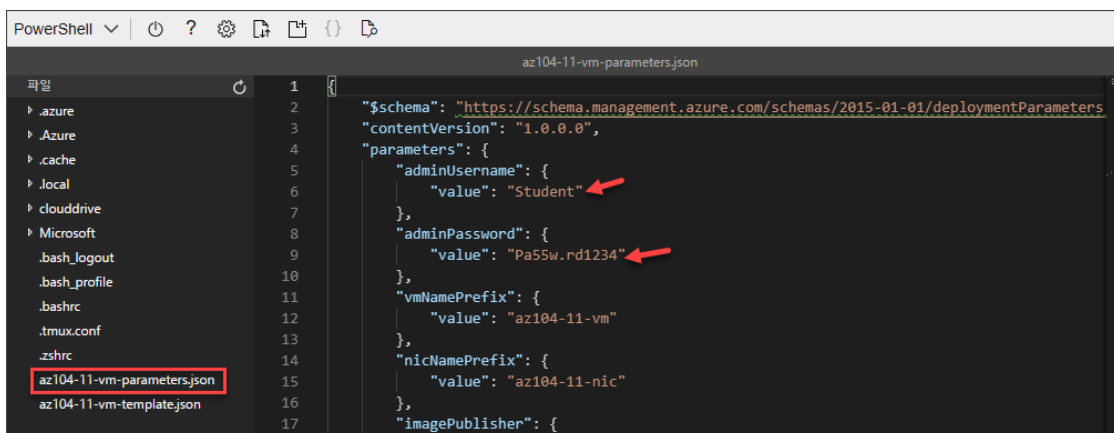 PowerShell
?
{}
az104-11-vm-parameters.json
파일
.azure
.Azure
.cache
.local
clouddrive
Microsoft
.bash_logout
.bash_profile
.bashrc
.tmux.conf
.zshrc
az104-11-vm-parameters.json
az104-11-vm-template.json
1 {
2 "$schema": "https://schema.management.azure.com/schemas/2015-01-01/deploymentParameters
3 "contentVersion": "1.0.0.0",
4 "parameters": {
5 "adminUsername": {
6 "value": "Student"
7 },
8 "adminPassword": {
9 "value": "Pa55w.rd1234"
10 },
11 "vmNamePrefix": {
12 "value": "az104-11-vm"
13 },
14 "nicNamePrefix": {
15 "value": "az104-11-nic"
16 },
17 "imagePublisher": {